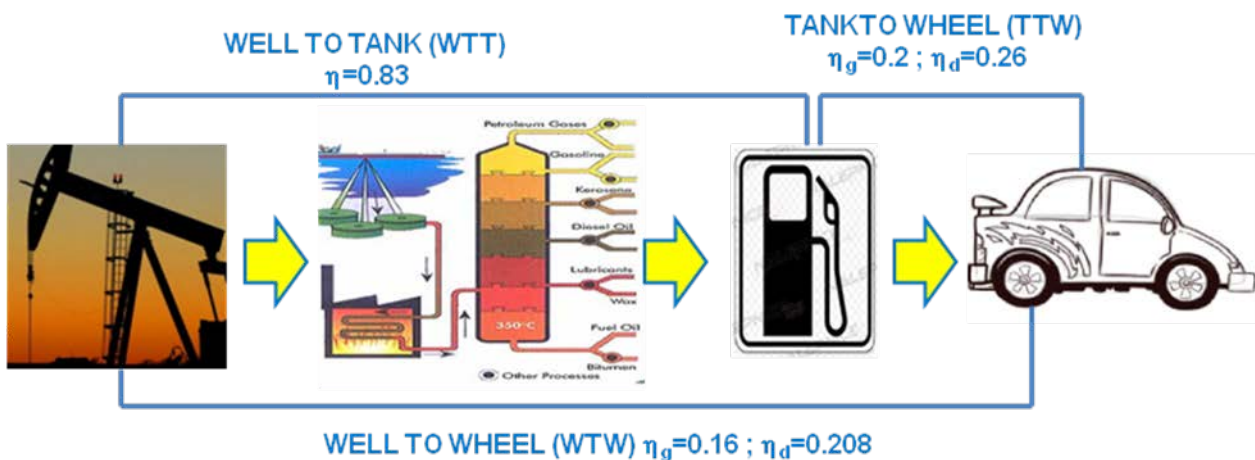 WELL TO TANK (WTT)
η=0.83
TANKTO WHEEL (TTW)
ηg=0.2 ; ηd=0.26
Petroleum Gases
Gasoline
Kerosene
Diesel Oil
Lubricants
Wax
350°C
Fuel Oil
Bitumen
Other Processes
WELL TO WHEEL (WTW) ηg=0.16 ; ηd=0.208